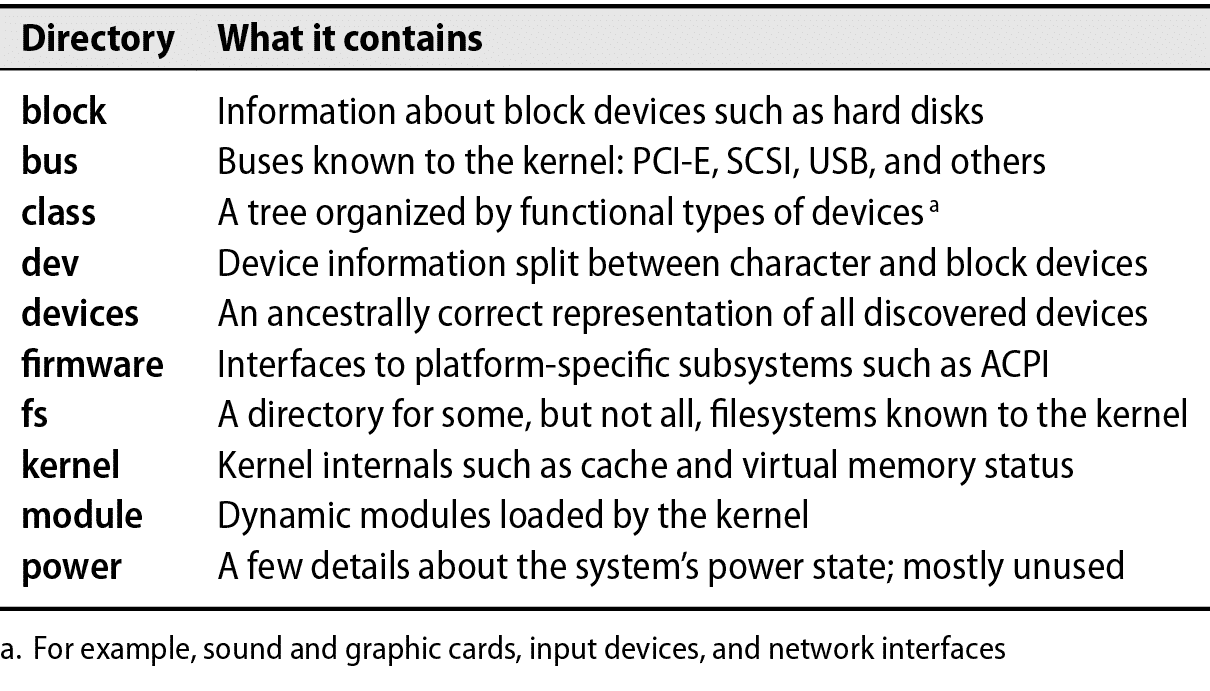 Directory What it contains
block Information about block devices such as hard disks
bus Buses known to the kernel: PCI-E, SCSI, USB, and others
class A tree organized by functional types of devices a
dev Device information split between character and block devices
devices An ancestrally correct representation of all discovered devices
firmware Interfaces to platform-specific subsystems such as ACPI
fs A directory for some, but not all, filesystems known to the kernel
kernel Kernel internals such as cache and virtual memory status
module Dynamic modules loaded by the kernel
power A few details about the system’s power state; mostly unused
a. For example, sound and graphic cards, input devices, and network interfaces